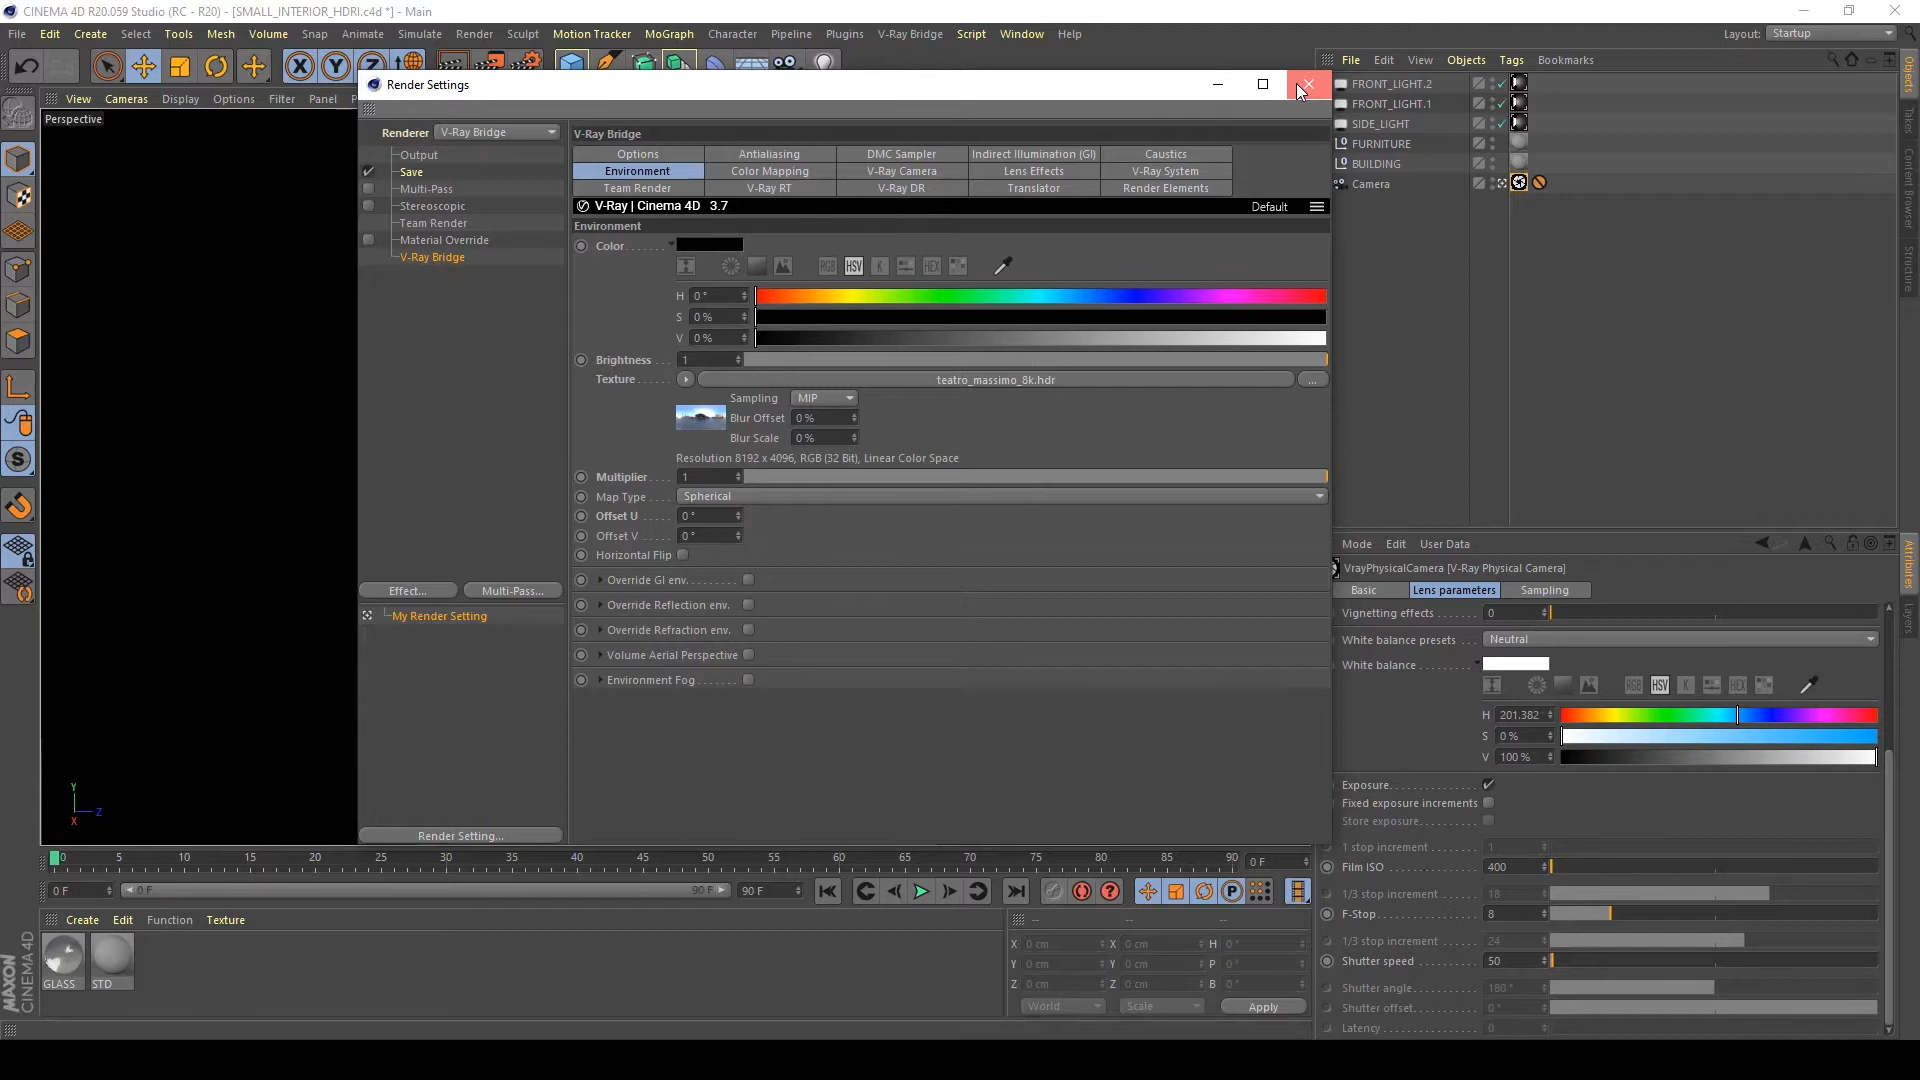 CINEMA 4D R20.059 Studio (RC - R20) - [SMALL_INTERIOR_HDRI.c4d *] - Main
File Edit Create Select Tools Mesh Volume Snap Animate Simulate Render Sculpt Motion Tracker MoGraph Character Pipeline Plugins V-Ray Bridge Script Window Help Layout: Startup
File Edit View Objects Tags Bookmarks
FRONT_LIGHT.2
FRONT_LIGHT.1
SIDE_LIGHT
FURNITURE
BUILDING
Camera
View Cameras Display Options Filter Panel
Perspective
Render Settings
Renderer V-Ray Bridge
Output
Save
Multi-Pass
Stereoscopic
Team Render
Material Override
V-Ray Bridge
Effect... Multi-Pass...
My Render Setting
Render Setting...
V-Ray Bridge
Options Antialiasing DMC Sampler Indirect Illumination (GI) Caustics
Environment Color Mapping V-Ray Camera Lens Effects V-Ray System
Team Render V-Ray RT V-Ray DR Translator Render Elements
V-Ray | Cinema 4D 3.7 Default
Environment
Color
RGB HSV K HEX
H 0 °
S 0 %
V 0 %
Brightness 1
Texture teatro_massimo_8k.hdr ...
Sampling MIP
Blur Offset 0 %
Blur Scale 0 %
Resolution 8192 x 4096, RGB (32 Bit), Linear Color Space
Multiplier 1
Map Type Spherical
Offset U 0 °
Offset V 0 °
Horizontal Flip
Override GI env.
Override Reflection env.
Override Refraction env.
Volume Aerial Perspective
Environment Fog
Mode Edit User Data
VrayPhysicalCamera [V-Ray Physical Camera]
Basic Lens parameters Sampling
Vignetting effects 0
White balance presets Neutral
White balance
RGB HSV K HEX
H 201.382
S 0 %
V 100 %
Exposure
Fixed exposure increments
Store exposure
1 stop increment 1
Film ISO 400
1/3 stop increment 18
F-Stop 8
1/3 stop increment 24
Shutter speed 50
Shutter angle 180 °
Shutter offset 0 °
Latency 0
Objects
Takes
Content Browser
Structure
Attributes
Layers
Y
Z
X
0 5 10 15 20 25 30 35 40 45 50 55 60 65 70 75 80 85 90 0 F
0 F 0 F 90 F 90 F
Create Edit Function Texture
GLASS STD
MAXON
CINEMA 4D
-- -- --
X 0 cm X 0 cm H 0 °
Y 0 cm Y 0 cm P 0 °
Z 0 cm Z 0 cm B 0 °
World Scale Apply